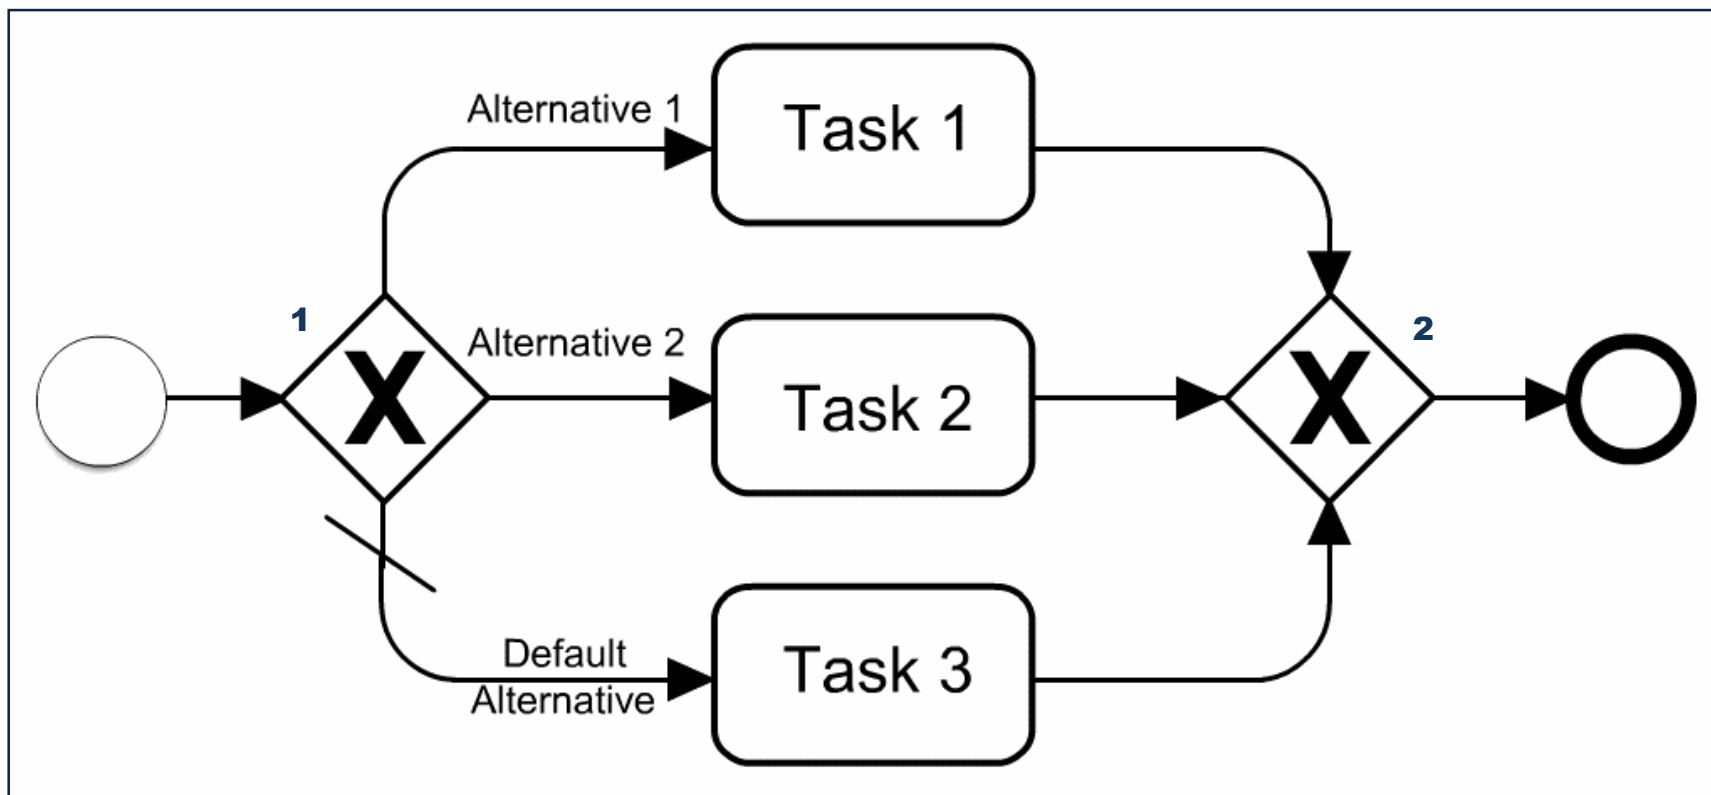 Alternative 1
Task 1
1
X
Alternative 2
Task 2
X
2
Default
Alternative
Task 3